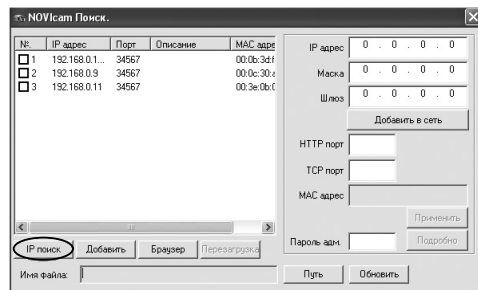 NOVIcam Поиск.
№. IP адрес Порт Описание MAC адре
1 192.168.0.1... 34567 00:0b:3d:f
2 192.168.0.9 34567 00:0c:30:a
3 192.168.0.11 34567 00:3e:0b:0
IP адрес 0 . 0 . 0 . 0
Маска 0 . 0 . 0 . 0
Шлюз 0 . 0 . 0 . 0
Добавить в сеть
HTTP порт
TCP порт
MAC адрес
Применить
Пароль адм. Подробно
IP поиск Добавить Браузер Перезагрузка
Имя файла: Путь Обновить